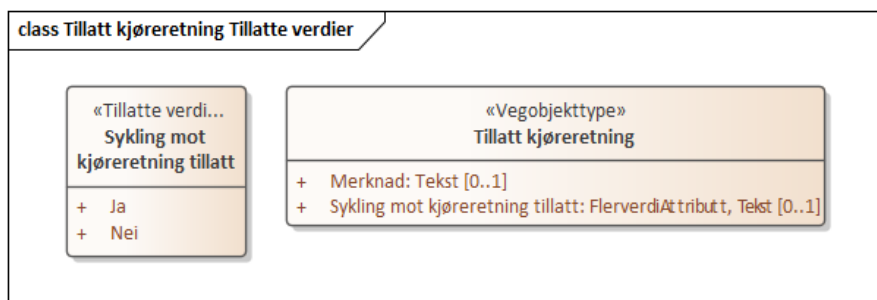 class Tillatt kjøreretning Tillatte verdier
«Tillatte verdi...
Sykling mot
kjøreretning tillatt
+ Ja
+ Nei
«Vegobjekttype»
Tillatt kjøreretning
+ Merknad: Tekst [0..1]
+ Sykling mot kjøreretning tillatt: FlerverdiAttributt, Tekst [0..1]